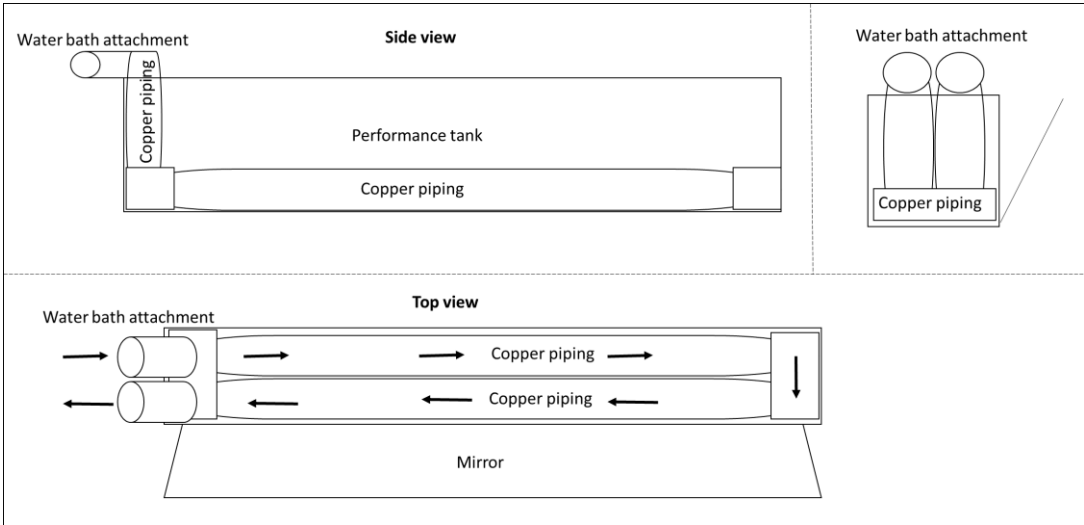 Side view
Water bath attachment
Copper piping
Performance tank
Copper piping
Water bath attachment
Copper piping
Top view
Water bath attachment
Copper piping
Copper piping
Mirror